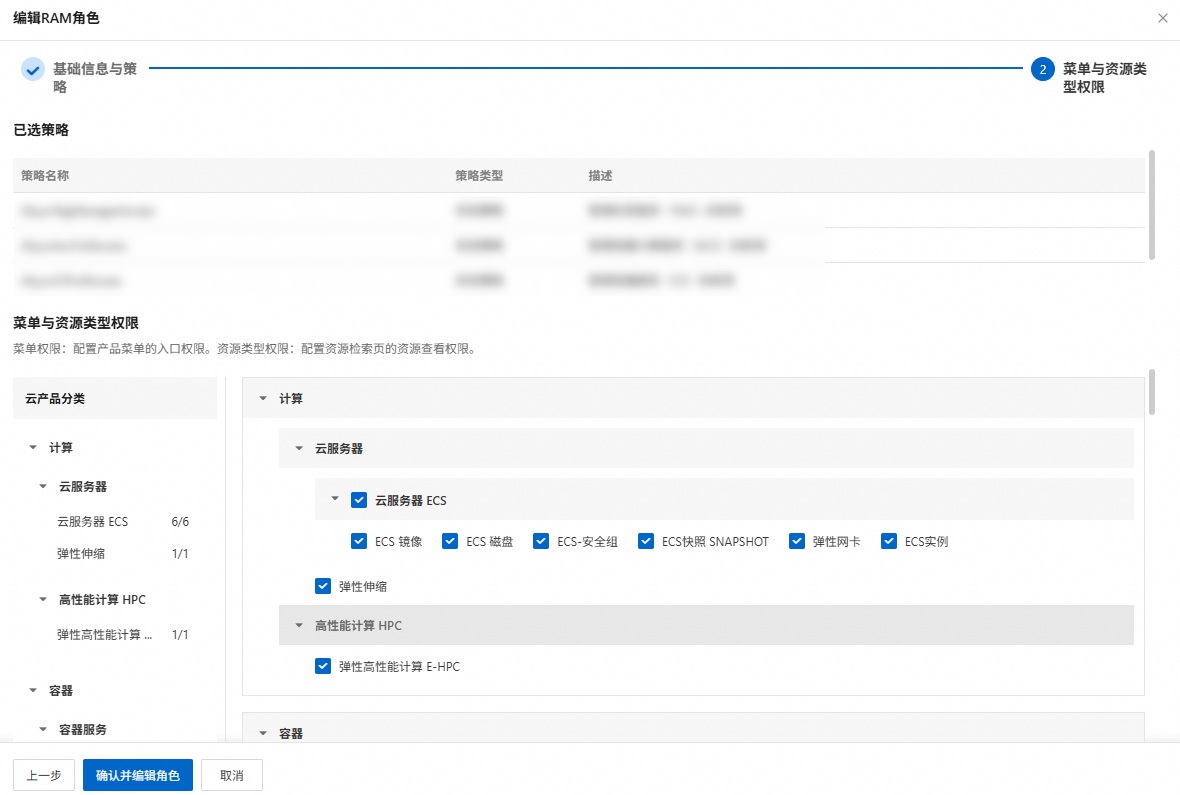 编辑RAM角色
基础信息与策
略
2
菜单与资源类
型权限
已选策略
策略名称 策略类型 描述
菜单与资源类型权限
菜单权限：配置产品菜单的入口权限。资源类型权限：配置资源检索页的资源查看权限。
云产品分类
计算
云服务器
云服务器 ECS 6/6
弹性伸缩 1/1
高性能计算 HPC
弹性高性能计算 ... 1/1
容器
容器服务
计算
云服务器
云服务器 ECS
ECS 镜像 ECS 磁盘 ECS-安全组 ECS快照 SNAPSHOT 弹性网卡 ECS实例
弹性伸缩
高性能计算 HPC
弹性高性能计算 E-HPC
容器
上一步 确认并编辑角色 取消